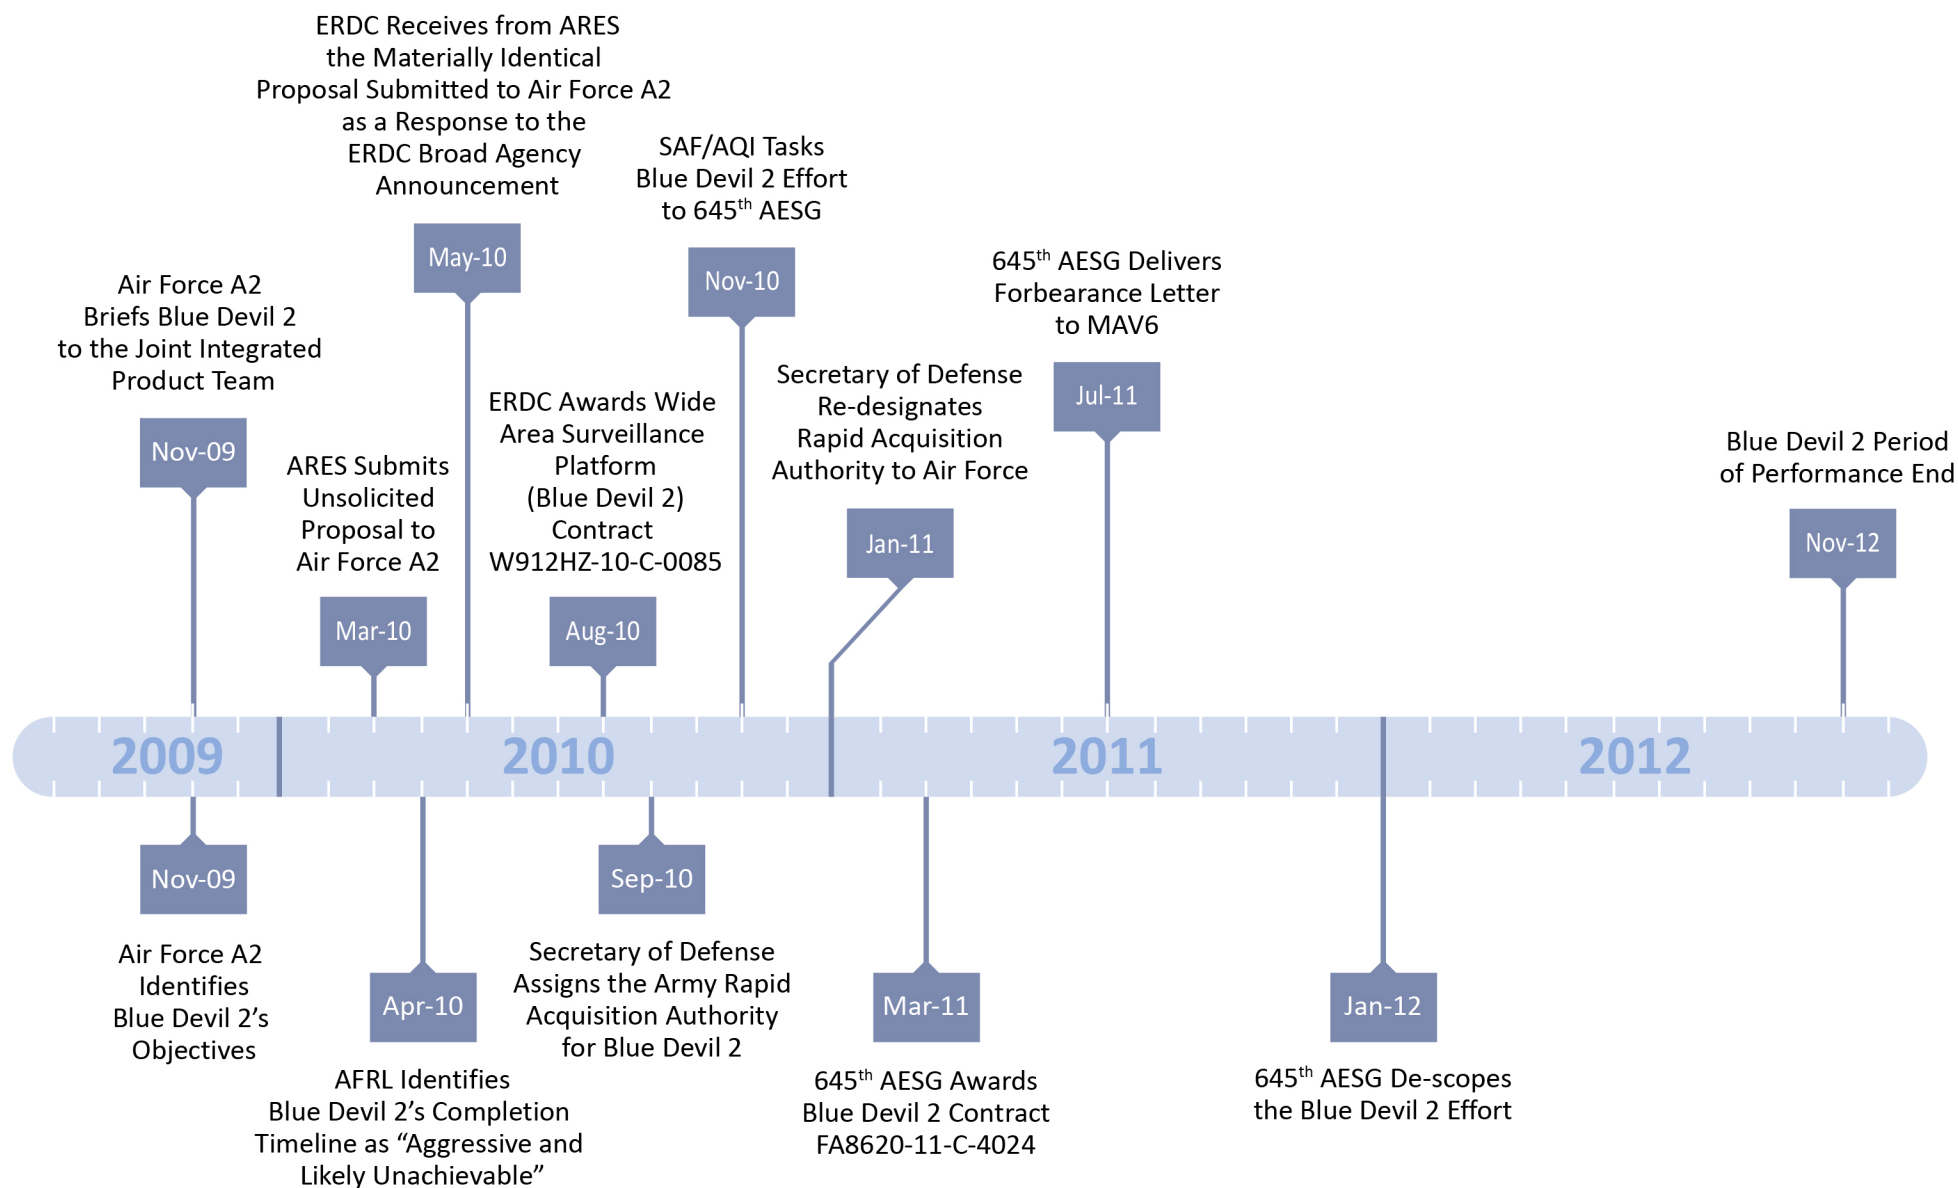 ERDC Receives from ARES
the Materially Identical
Proposal Submitted to Air Force A2
as a Response to the
ERDC Broad Agency
Announcement
May-10
SAF/AQI Tasks
Blue Devil 2 Effort
to 645th AESG
Nov-10
Air Force A2
Briefs Blue Devil 2
to the Joint Integrated
Product Team
Nov-09
ARES Submits
Unsolicited
Proposal to
Air Force A2
Mar-10
ERDC Awards Wide
Area Surveillance
Platform
(Blue Devil 2)
Contract
W912HZ-10-C-0085
Aug-10
Secretary of Defense
Re-designates
Rapid Acquisition
Authority to Air Force
Jan-11
645th AESG Delivers
Forbearance Letter
to MAV6
Jul-11
Blue Devil 2 Period
of Performance End
Nov-12
2009
2010
2011
2012
Nov-09
Air Force A2
Identifies
Blue Devil 2’s
Objectives
Apr-10
AFRL Identifies
Blue Devil 2’s Completion
Timeline as “Aggressive and
Likely Unachievable”
Sep-10
Secretary of Defense
Assigns the Army Rapid
Acquisition Authority
for Blue Devil 2
Mar-11
645th AESG Awards
Blue Devil 2 Contract
FA8620-11-C-4024
Jan-12
645th AESG De-scopes
the Blue Devil 2 Effort